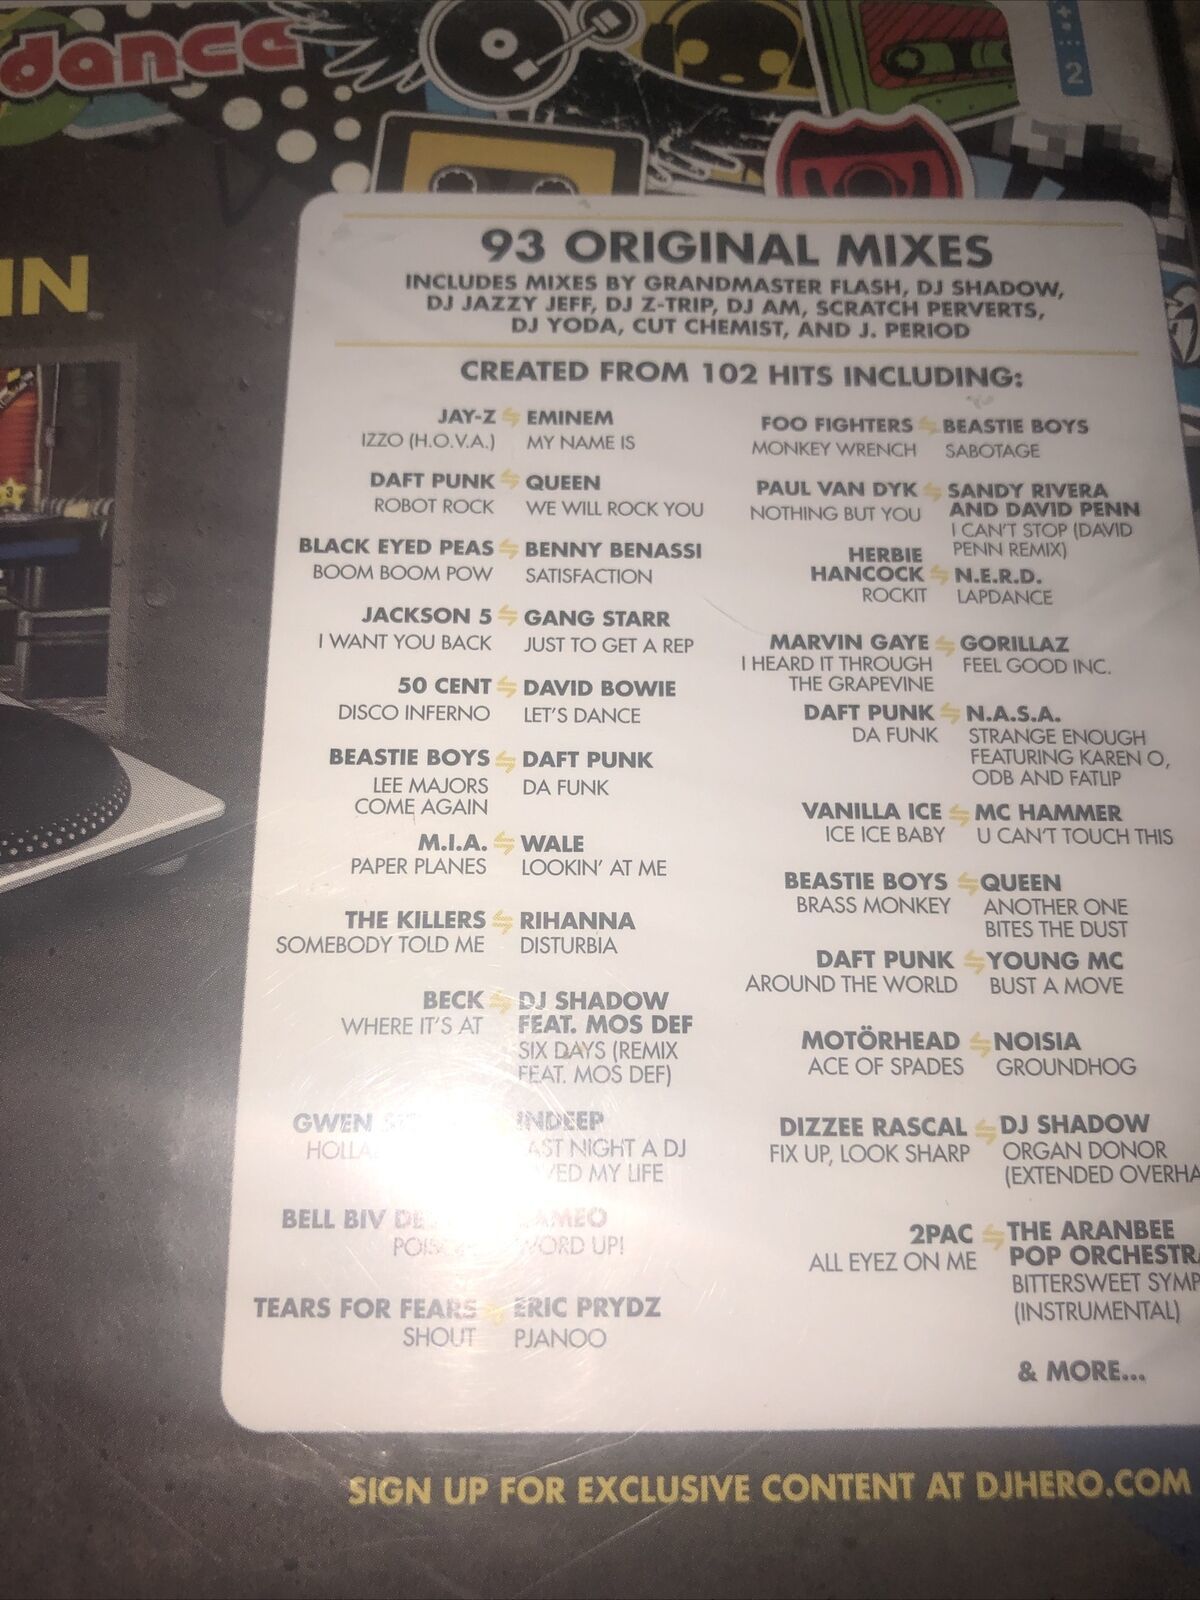 dance
2
IN
3
93 ORIGINAL MIXES
INCLUDES MIXES BY GRANDMASTER FLASH, DJ SHADOW,
DJ JAZZY JEFF, DJ Z-TRIP, DJ AM, SCRATCH PERVERTS,
DJ YODA, CUT CHEMIST, AND J. PERIOD
CREATED FROM 102 HITS INCLUDING:
JAY-Z EMINEM
IZZO (H.O.V.A.) MY NAME IS
DAFT PUNK QUEEN
ROBOT ROCK WE WILL ROCK YOU
BLACK EYED PEAS BENNY BENASSI
BOOM BOOM POW SATISFACTION
JACKSON 5 GANG STARR
I WANT YOU BACK JUST TO GET A REP
50 CENT DAVID BOWIE
DISCO INFERNO LET'S DANCE
BEASTIE BOYS DAFT PUNK
LEE MAJORS DA FUNK
COME AGAIN
M.I.A. WALE
PAPER PLANES LOOKIN' AT ME
THE KILLERS RIHANNA
SOMEBODY TOLD ME DISTURBIA
BECK DJ SHADOW
WHERE IT'S AT FEAT. MOS DEF
SIX DAYS (REMIX
FEAT. MOS DEF)
GWEN INDEEP
NIGHT A DJ
MY LIFE
BELL BIV
WORD UP!
TEARS FOR FEARS ERIC PRYDZ
SHOUT PJANOO
FOO FIGHTERS BEASTIE BOYS
MONKEY WRENCH SABOTAGE
PAUL VAN DYK SANDY RIVERA
NOTHING BUT YOU AND DAVID PENN
I CAN'T STOP (DAVID
PENN REMIX)
HERBIE
HANCOCK N.E.R.D.
ROCKIT LAPDANCE
MARVIN GAYE GORILLAZ
I HEARD IT THROUGH FEEL GOOD INC.
THE GRAPEVINE
DAFT PUNK N.A.S.A.
DA FUNK STRANGE ENOUGH
FEATURING KAREN O,
ODB AND FATLIP
VANILLA ICE MC HAMMER
ICE ICE BABY U CAN'T TOUCH THIS
BEASTIE BOYS QUEEN
BRASS MONKEY ANOTHER ONE
BITES THE DUST
DAFT PUNK YOUNG MC
AROUND THE WORLD BUST A MOVE
MOTÖRHEAD NOISIA
ACE OF SPADES GROUNDHOG
DIZZEE RASCAL DJ SHADOW
FIX UP, LOOK SHARP ORGAN DONOR
(EXTENDED OVERHA
2PAC THE ARANBEE
ALL EYEZ ON ME POP ORCHESTRA
BITTERSWEET SYMP
(INSTRUMENTAL)
& MORE...
SIGN UP FOR EXCLUSIVE CONTENT AT DJHERO.COM